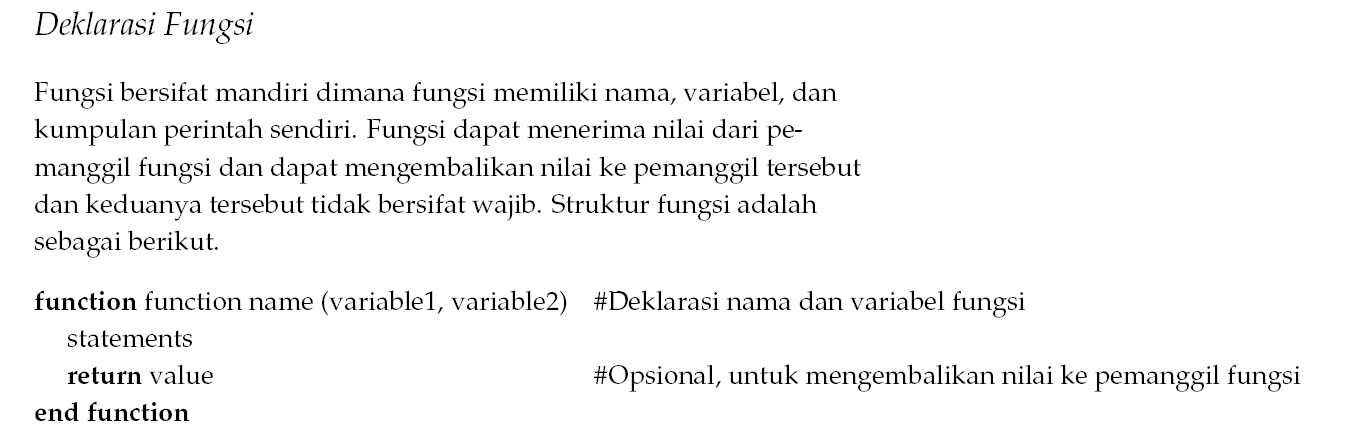 Deklarasi Fungsi
Fungsi bersifat mandiri dimana fungsi memiliki nama, variabel, dan
kumpulan perintah sendiri. Fungsi dapat menerima nilai dari pe-
manggil fungsi dan dapat mengembalikan nilai ke pemanggil tersebut
dan keduanya tersebut tidak bersifat wajib. Struktur fungsi adalah
sebagai berikut.
function function name (variable1, variable2) #Deklarasi nama dan variabel fungsi
statements
return value #Opsional, untuk mengembalikan nilai ke pemanggil fungsi
end function